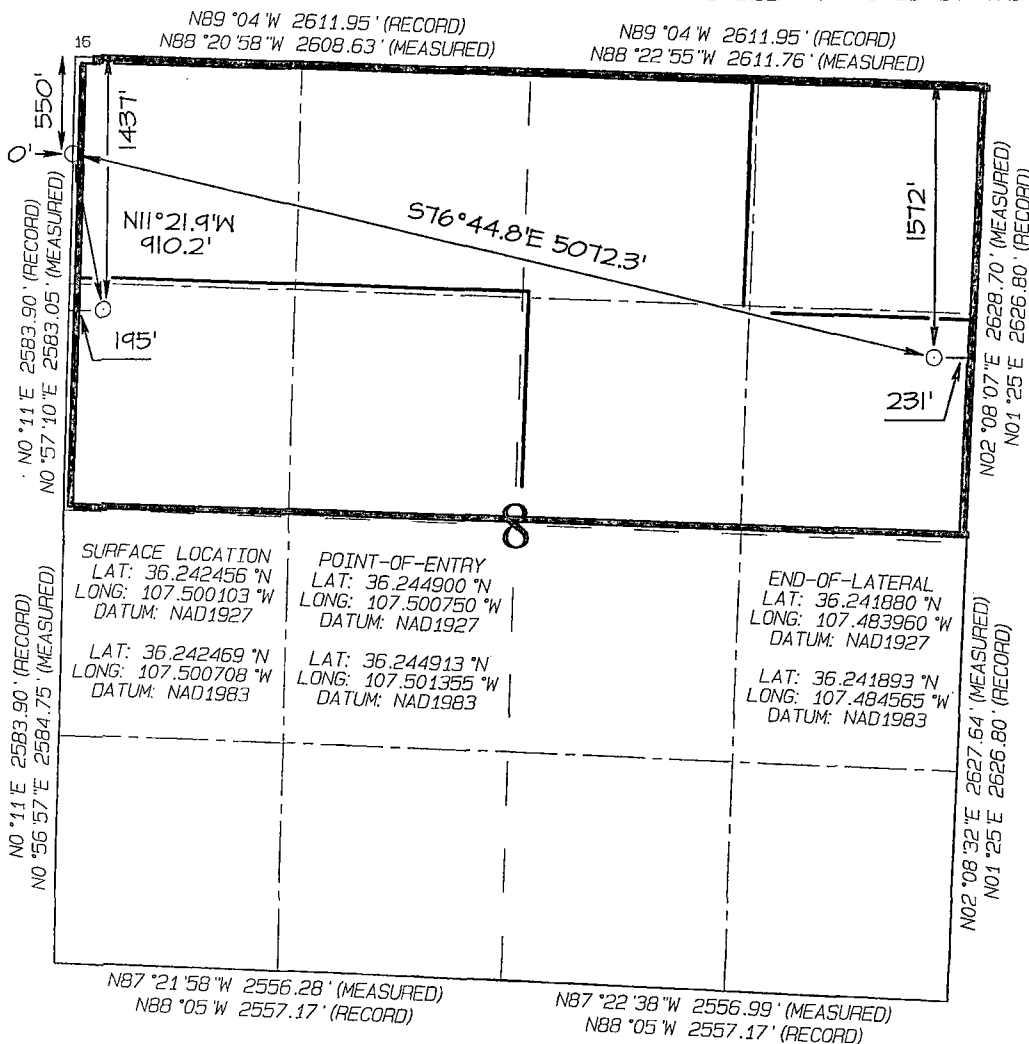 N89°04'W 2611.95' (RECORD)
N88°20'58"W 2608.63' (MEASURED)
N89°04'W 2611.95' (RECORD)
N88°22'55"W 2611.76' (MEASURED)
16
550'
1437'
0'
N11°21.9'W
910.2'
195'
S76°44.8'E 5072.3'
1572'
231'
N0°11'E 2583.90' (RECORD)
N0°57'10"E 2583.05' (MEASURED)
N02°08'07"E 2628.70' (MEASURED)
N01°25'E 2626.80' (RECORD)
8
SURFACE LOCATION
LAT: 36.242456 °N
LONG: 107.500103 °W
DATUM: NAD1927
LAT: 36.242469 °N
LONG: 107.500708 °W
DATUM: NAD1983
POINT-OF-ENTRY
LAT: 36.244900 °N
LONG: 107.500750 °W
DATUM: NAD1927
LAT: 36.244913 °N
LONG: 107.501355 °W
DATUM: NAD1983
END-OF-LATERAL
LAT: 36.241880 °N
LONG: 107.483960 °W
DATUM: NAD1927
LAT: 36.241893 °N
LONG: 107.484565 °W
DATUM: NAD1983
N0°11'E 2583.90' (RECORD)
N0°56'57"E 2584.75' (MEASURED)
N02°08'32"E 2627.64' (MEASURED)
N01°25'E 2626.80' (RECORD)
N87°21'58"W 2556.28' (MEASURED)
N88°05'W 2557.17' (RECORD)
N87°22'38"W 2556.99' (MEASURED)
N88°05'W 2557.17' (RECORD)